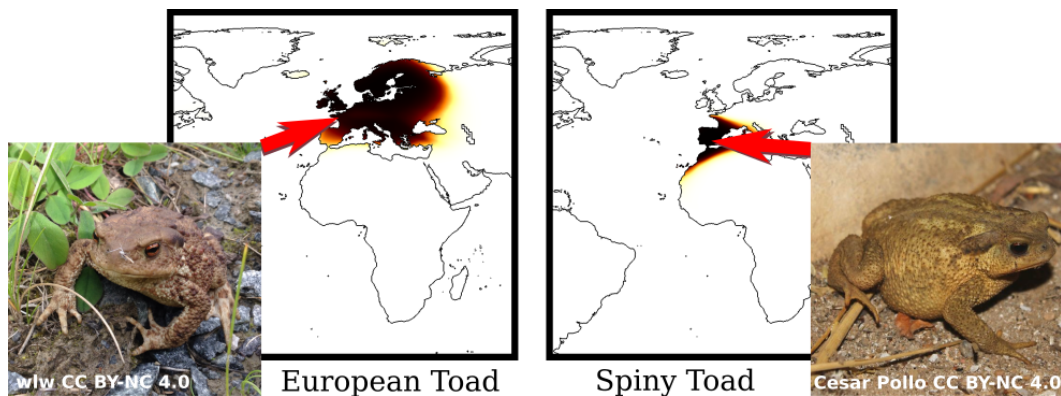 wlw CC BY-NC 4.0
European Toad
Spiny Toad
Cesar Pollo CC BY-NC 4.0